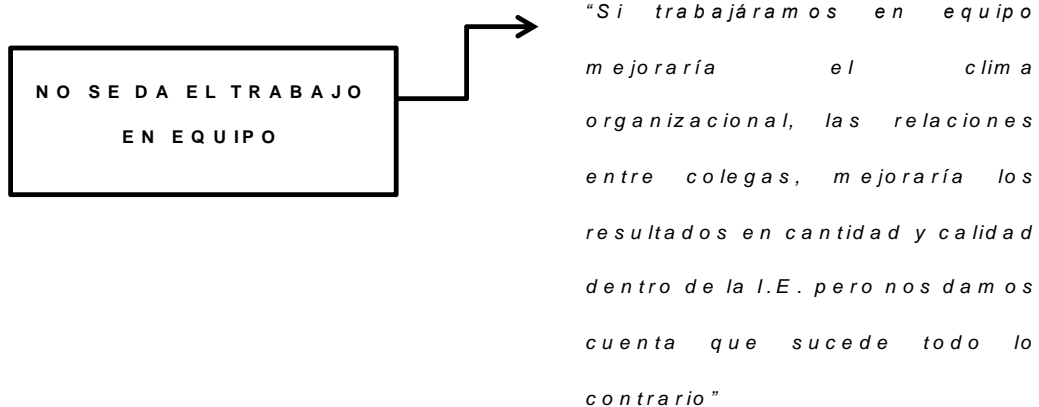 NO SE DA EL TRABAJO
EN EQUIPO
“Si trabajáramos en equipo
mejoraría el clima
organizacional, las relaciones
entre colegas, mejoraría los
resultados en cantidad y calidad
dentro de la I.E. pero nos damos
cuenta que sucede todo lo
contrario”